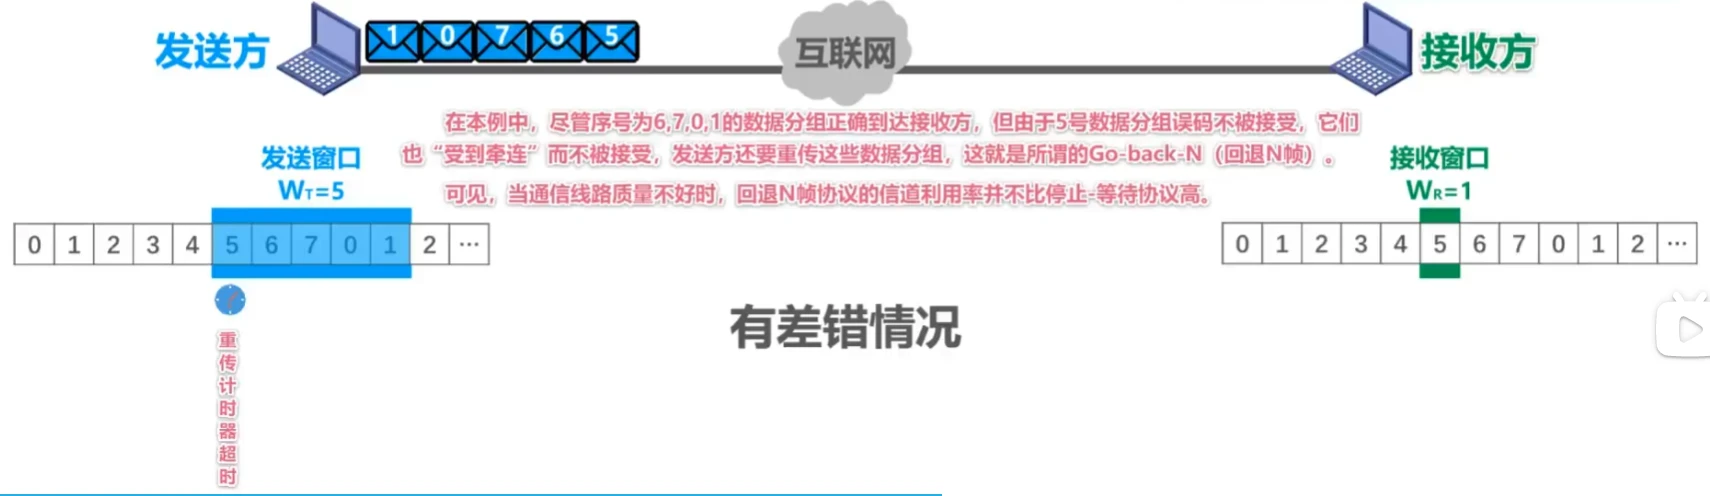 发送方
1 0 7 6 5
互联网
接收方
在本例中，尽管序号为6,7,0,1的数据分组正确到达接收方，但由于5号数据分组误码不被接受，它们
也“受到牵连”而不被接受，发送方还要重传这些数据分组，这就是所谓的Go-back-N（回退N帧）。
可见，当通信线路质量不好时，回退N帧协议的信道利用率并不比停止-等待协议高。
发送窗口
WT=5
接收窗口
WR=1
0 1 2 3 4 5 6 7 0 1 2 ···
0 1 2 3 4 5 6 7 0 1 2 ···
有差错情况
重传计时器超时